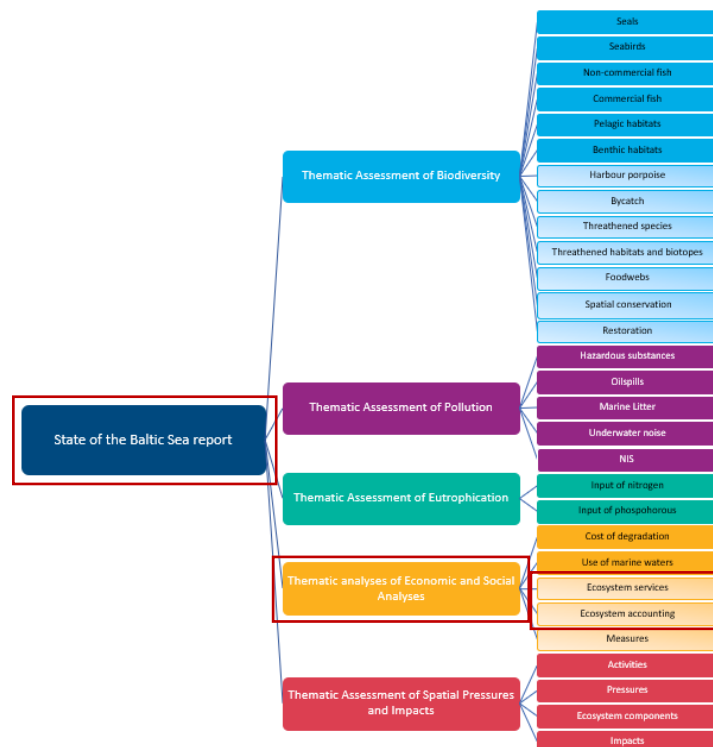 Seals
Seabirds
Non-commercial fish
Commercial fish
Pelagic habitats
Benthic habitats
Thematic Assessment of Biodiversity
Harbour porpoise
Bycatch
Threathened species
Threathened habitats and biotopes
Foodwebs
Spatial conservation
Restoration
Hazardous substances
Oilspills
Thematic Assessment of Pollution
Marine Litter
Underwater noise
NIS
State of the Baltic Sea report
Input of nitrogen
Thematic Assessment of Eutrophication
Input of phospohorous
Cost of degradation
Use of marine waters
Thematic analyses of Economic and Social
Analyses
Ecosystem services
Ecosystem accounting
Measures
Activities
Thematic Assessment of Spatial Pressures
and Impacts
Pressures
Ecosystem components
Impacts